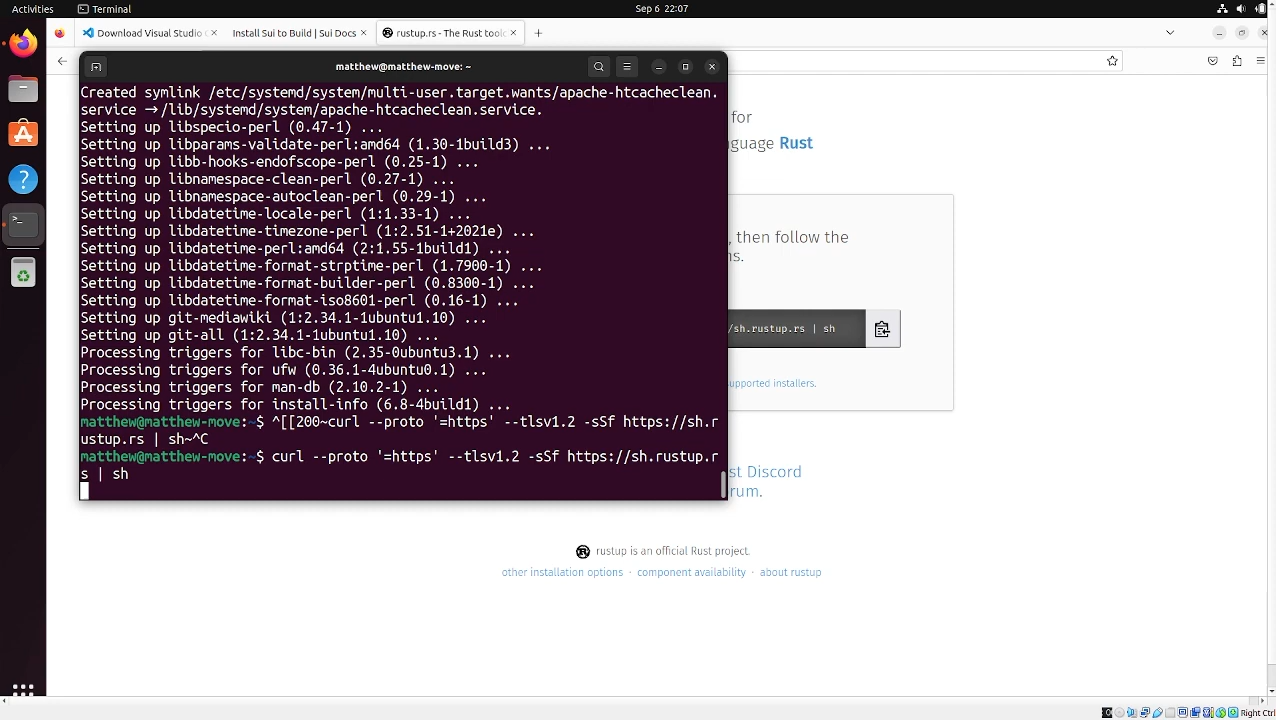 Activities
Terminal
Sep 6 22:07
Download Visual Studio
Install Sui to Build | Sui Docs
rustup.rs - The Rust toolc
matthew@matthew-move: ~
Created symlink /etc/systemd/system/multi-user.target.wants/apache-htcacheclean.
service → /lib/systemd/system/apache-htcacheclean.service.
Setting up libspecio-perl (0.47-1) ...
Setting up libparams-validate-perl:amd64 (1.30-1build3) ...
Setting up libb-hooks-endofscope-perl (0.25-1) ...
Setting up libnamespace-clean-perl (0.27-1) ...
Setting up libnamespace-autoclean-perl (0.29-1) ...
Setting up libdatetime-locale-perl (1:1.33-1) ...
Setting up libdatetime-timezone-perl (1:2.51-1+2021e) ...
Setting up libdatetime-perl:amd64 (2:1.55-1build1) ...
Setting up libdatetime-format-strptime-perl (1.7900-1) ...
Setting up libdatetime-format-builder-perl (0.8300-1) ...
Setting up libdatetime-format-iso8601-perl (0.16-1) ...
Setting up git-mediawiki (1:2.34.1-1ubuntu1.10) ...
Setting up git-all (1:2.34.1-1ubuntu1.10) ...
Processing triggers for libc-bin (2.35-0ubuntu3.1) ...
Processing triggers for ufw (0.36.1-4ubuntu0.1) ...
Processing triggers for man-db (2.10.2-1) ...
Processing triggers for install-info (6.8-4build1) ...
matthew@matthew-move:~$ ^[[200~curl --proto '=https' --tlsv1.2 -sSf https://sh.r
ustup.rs | sh~^C
matthew@matthew-move:~$ curl --proto '=https' --tlsv1.2 -sSf https://sh.rustup.r
s | sh
for
nguage Rust
, then follow the
ns.
/sh.rustup.rs | sh
upported installers.
st Discord
rum.
rustup is an official Rust project.
other installation options · component availability · about rustup
Right Ctrl